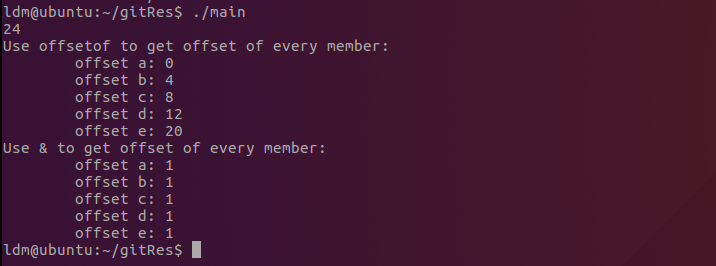 ldm@ubuntu:~/gitRes$ ./main
24
Use offsetof to get offset of every member:
        offset a: 0
        offset b: 4
        offset c: 8
        offset d: 12
        offset e: 20
Use & to get offset of every member:
        offset a: 1
        offset b: 1
        offset c: 1
        offset d: 1
        offset e: 1
ldm@ubuntu:~/gitRes$